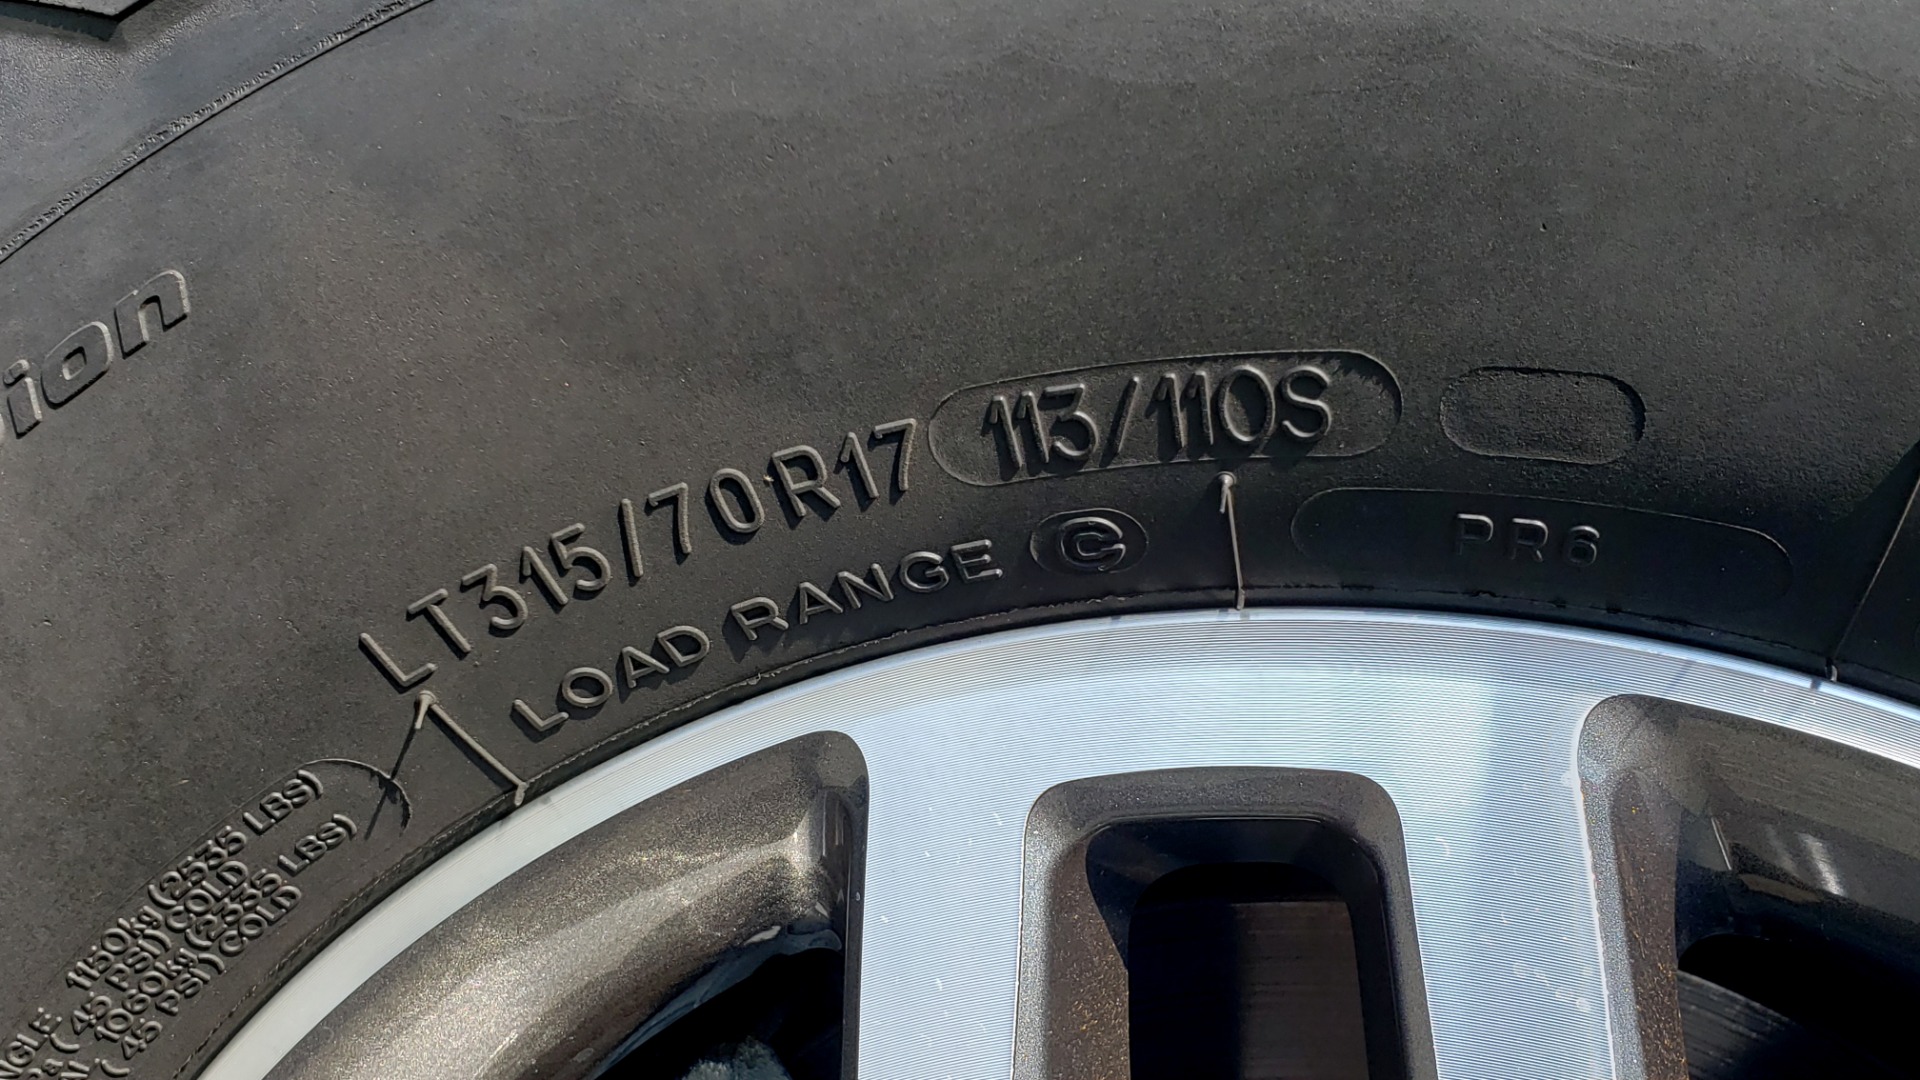 LT315/70R17 113/110S
LOAD RANGE C
PR6
1150kg (2535 LBS)
(45 PSI) COLD
1060kg (2335 LBS)
(45 PSI) COLD